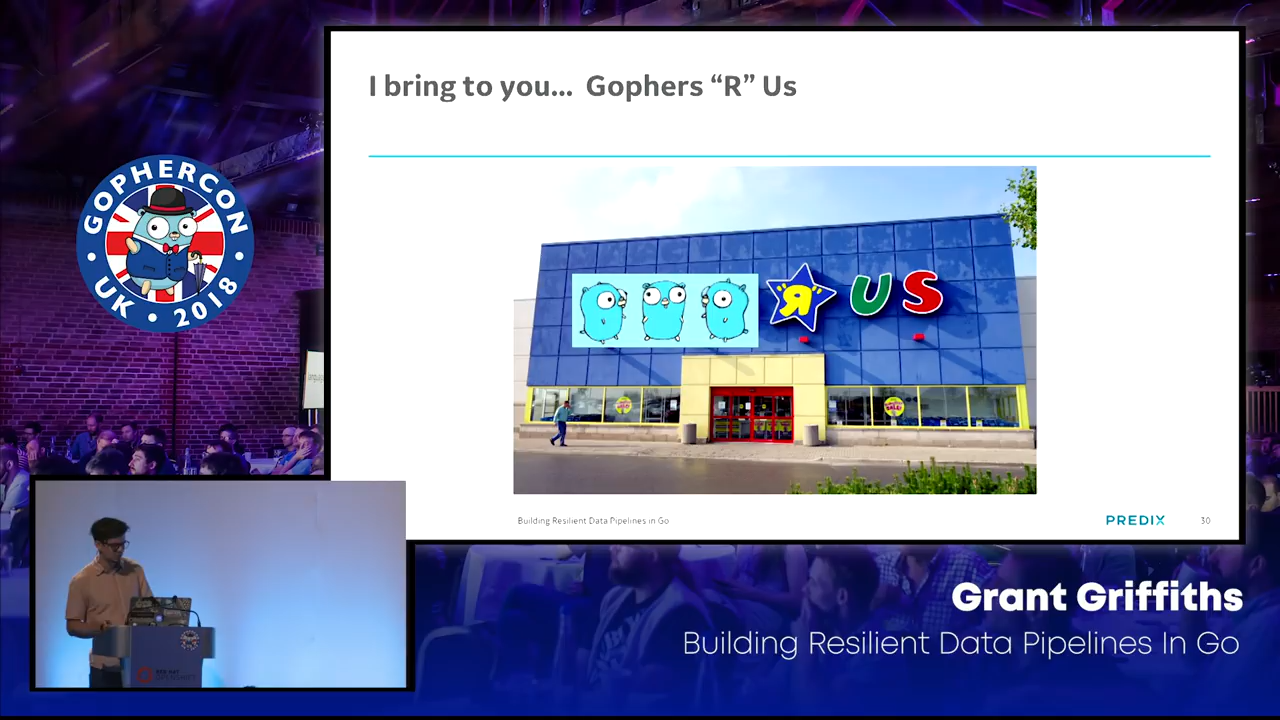 I bring to you... Gophers “R” Us
GOPHERCON
UK • 2018
R US
Building Resilient Data Pipelines in Go
PREDIX
30
Grant Griffiths
Building Resilient Data Pipelines In Go